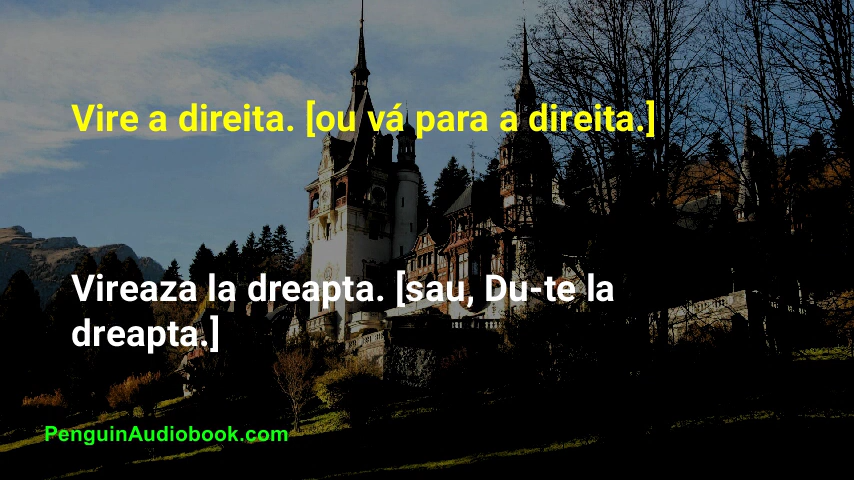 Vire a direita. [ou vá para a direita.]
Vireaza la dreapta. [sau, Du-te la
dreapta.]
PenguinAudiobook.com